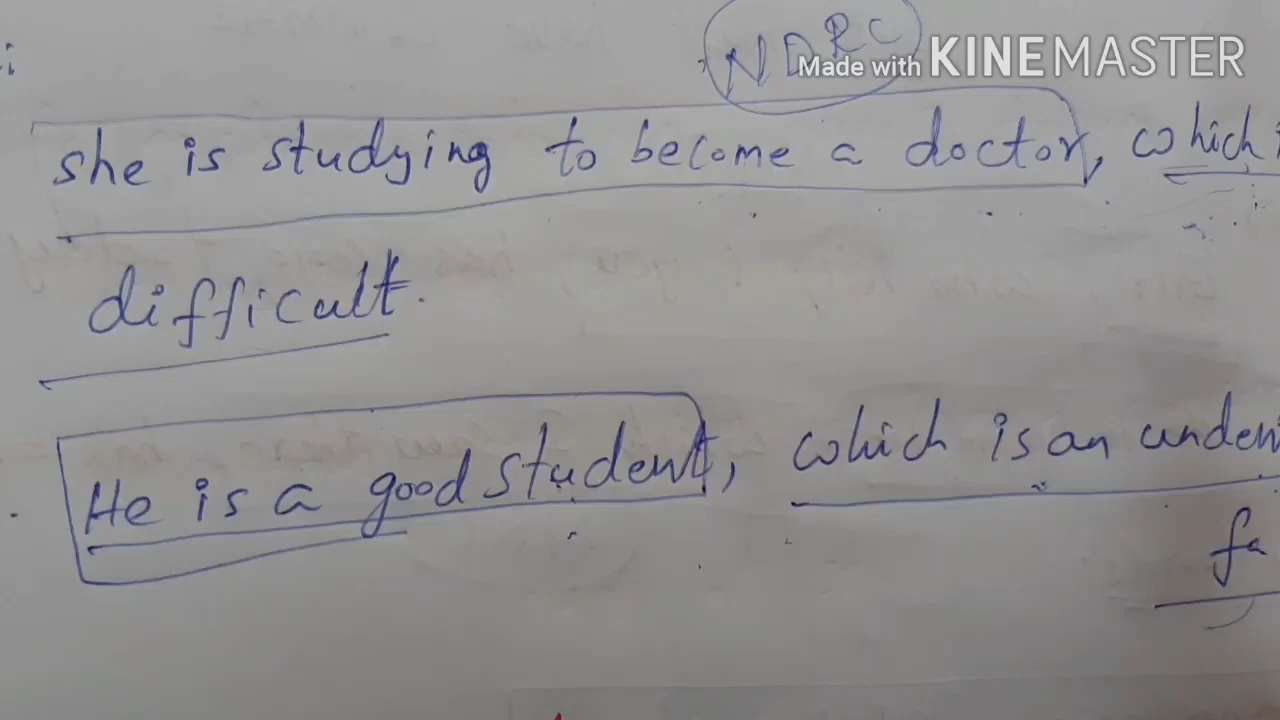 NDRC
Made with KINEMASTER
she is studying to become a doctor, which
difficult.
He is a good student, which is an